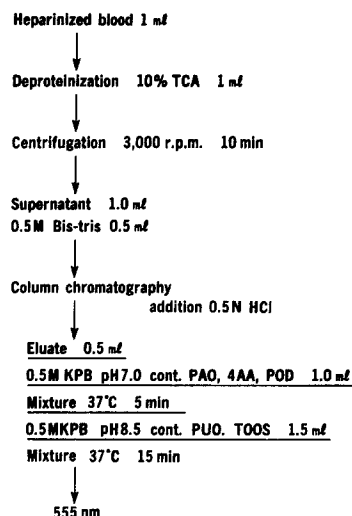 Heparinized blood 1 ml
Deproteinization 10% TCA 1 ml
Centrifugation 3,000 r.p.m. 10 min
Supernatant 1.0 ml
0.5M Bis-tris 0.5 ml
Column chromatography
addition 0.5N HCl
Eluate 0.5 ml
0.5M KPB pH7.0 cont. PAO, 4AA, POD 1.0 ml
Mixture 37°C 5 min
0.5MKPB pH8.5 cont. PUO. TOOS 1.5 ml
Mixture 37°C 15 min
555 nm